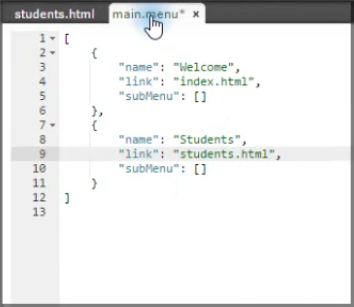 students.html main.menu* x
1 [
2 {
3 "name": "Welcome",
4 "link": "index.html",
5 "subMenu": []
6 },
7 {
8 "name": "Students",
9 "link": "students.html",
10 "subMenu": []
11 }
12 ]
13